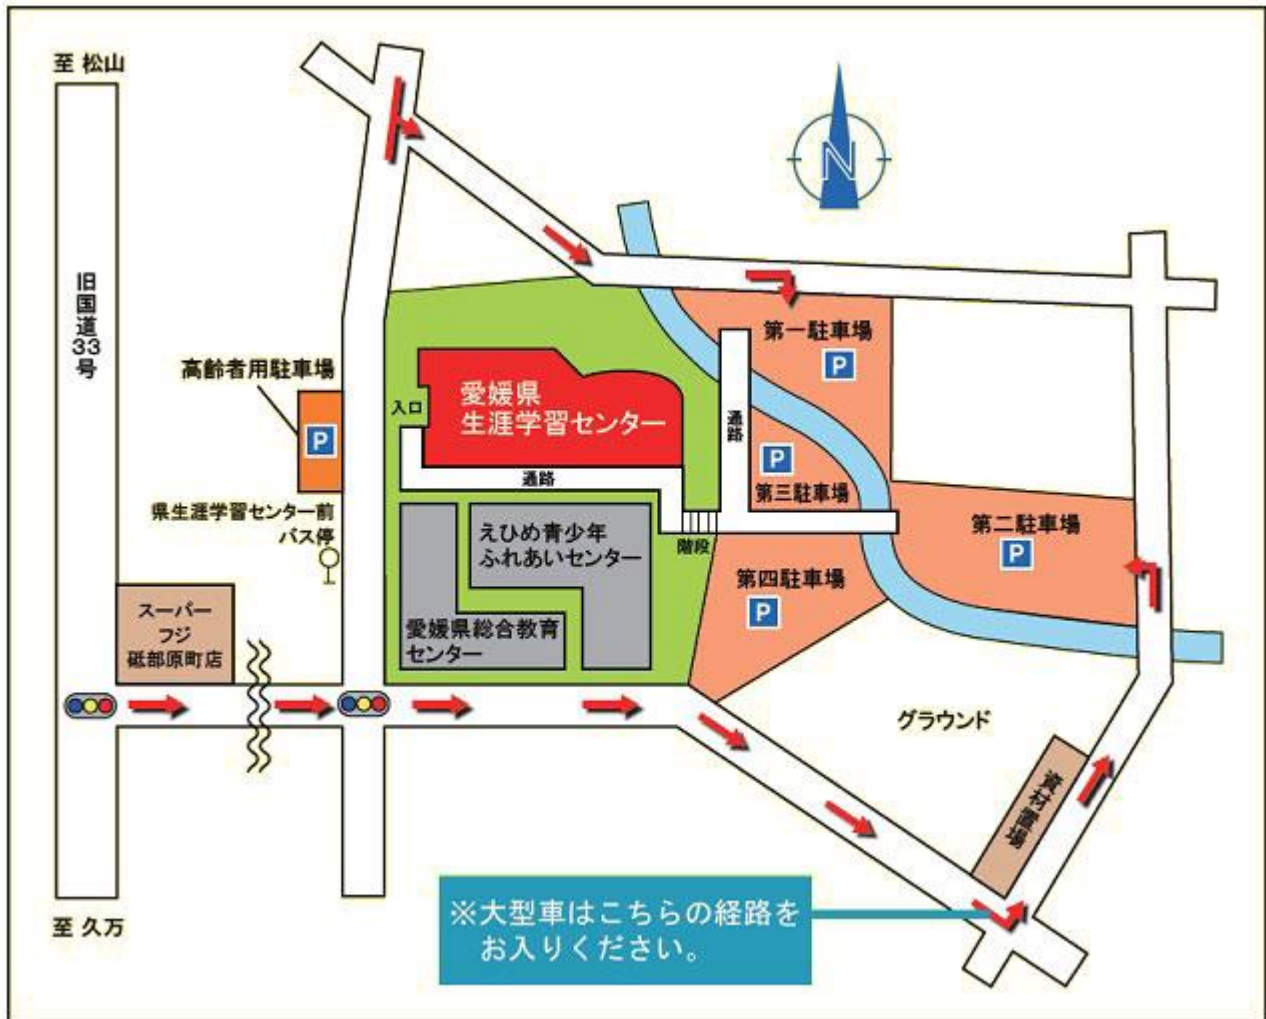 至 松山
N
旧国道33号
高齢者用駐車場
P
入口
愛媛県
生涯学習センター
第一駐車場
P
通路
通路
P
第三駐車場
第二駐車場
P
県生涯学習センター前
バス停
えひめ青少年
ふれあいセンター
階段
第四駐車場
P
スーパー
フジ
砥部原町店
愛媛県総合教育
センター
グラウンド
資材置場
※大型車はこちらの経路を
お入りください。
至 久万